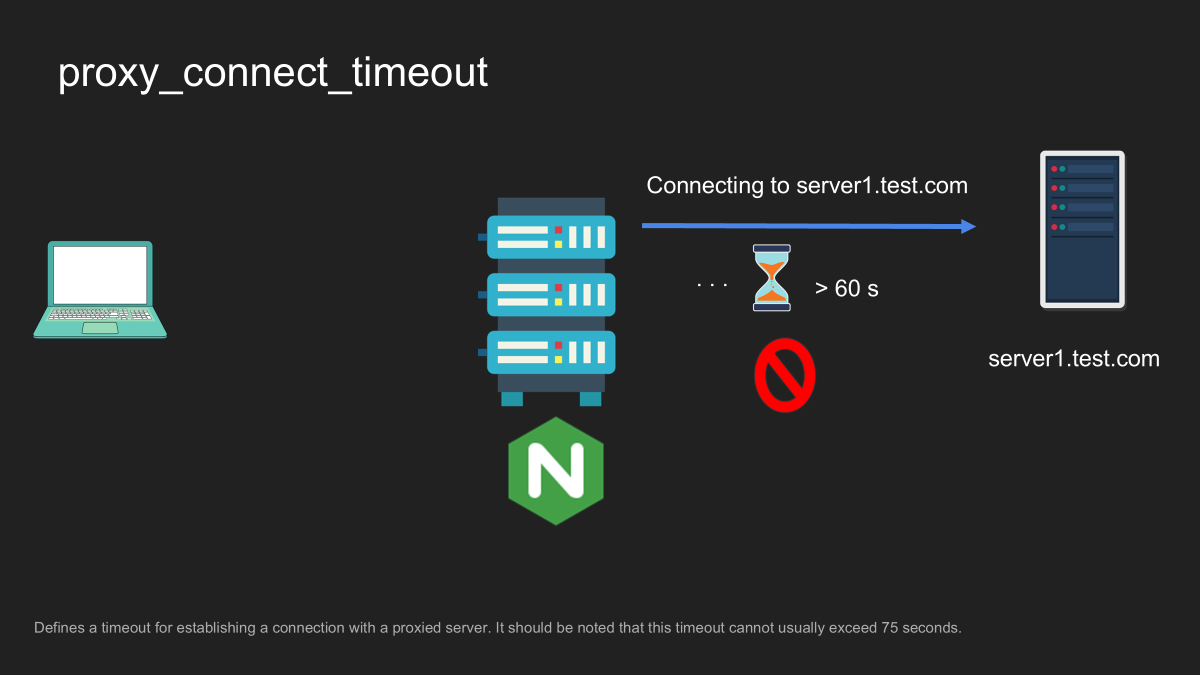 proxy_connect_timeout
Connecting to server1.test.com
. . .
> 60 s
server1.test.com
N
Defines a timeout for establishing a connection with a proxied server. It should be noted that this timeout cannot usually exceed 75 seconds.